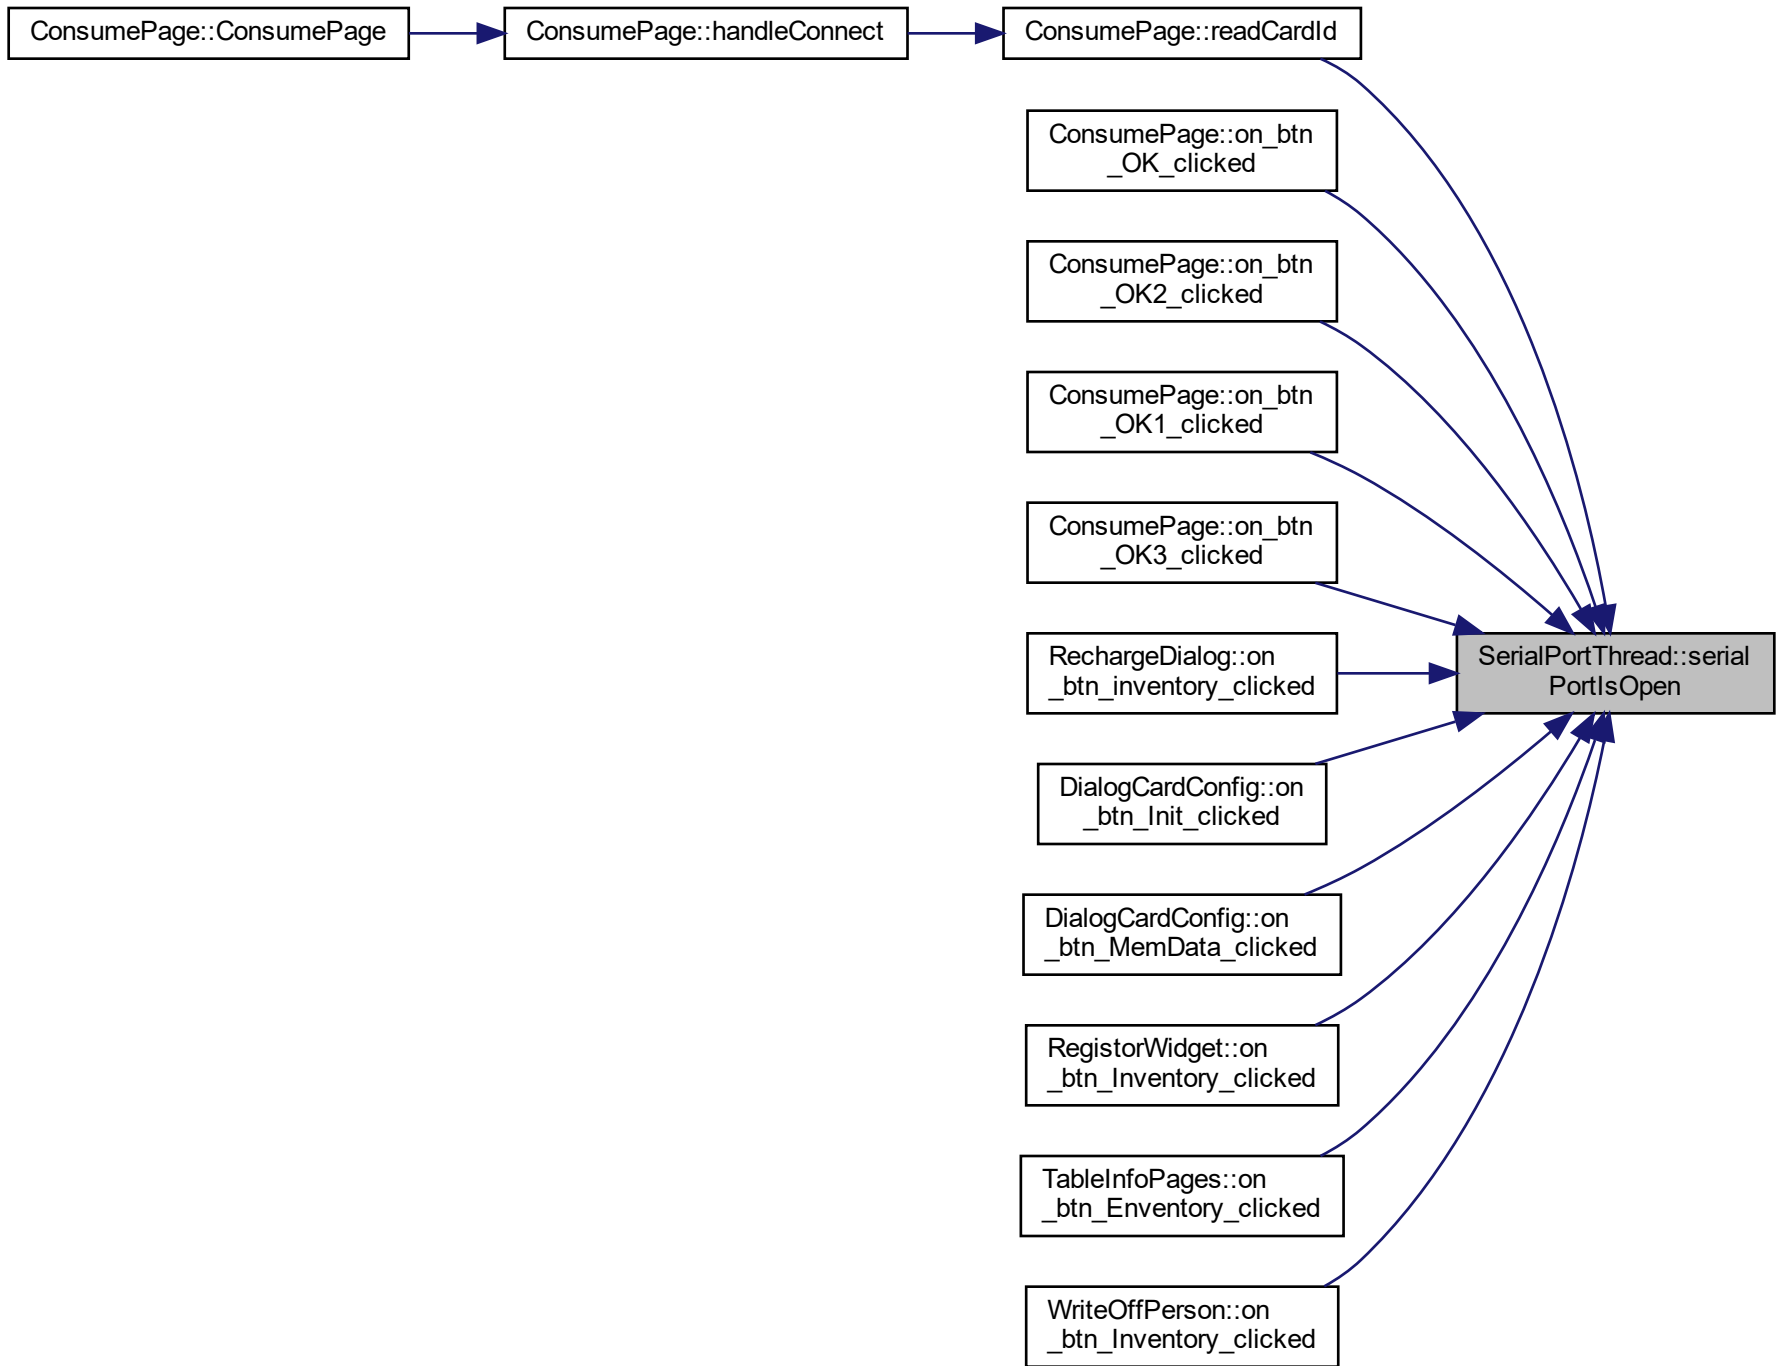 ConsumePage::ConsumePage
ConsumePage::handleConnect
ConsumePage::readCardId
ConsumePage::on_btn
_OK_clicked
ConsumePage::on_btn
_OK2_clicked
ConsumePage::on_btn
_OK1_clicked
ConsumePage::on_btn
_OK3_clicked
RechargeDialog::on
_btn_inventory_clicked
SerialPortThread::serial
PortIsOpen
DialogCardConfig::on
_btn_Init_clicked
DialogCardConfig::on
_btn_MemData_clicked
RegistorWidget::on
_btn_Inventory_clicked
TableInfoPages::on
_btn_Enventory_clicked
WriteOffPerson::on
_btn_Inventory_clicked